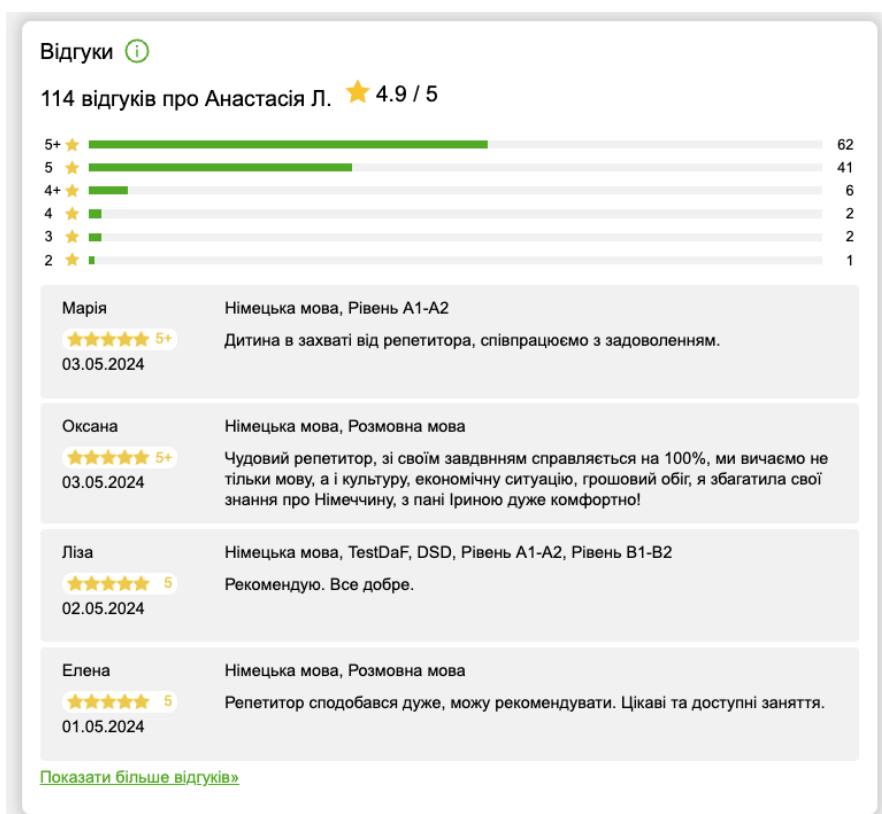 Відгуки
114 відгуків про Анастасія Л. 4.9 / 5
5+ 62
5 41
4+ 6
4 2
3 2
2 1
Марія
Німецька мова, Рівень А1-А2
5+
Дитина в захваті від репетитора, співпрацюємо з задоволенням.
03.05.2024
Оксана
Німецька мова, Розмовна мова
5+
Чудовий репетитор, зі своїм завдвнням справляється на 100%, ми вичаємо не
тільки мову, а і культуру, економічну ситуацію, грошовий обіг, я збагатила свої
знання про Німеччину, з пані Іриною дуже комфортно!
03.05.2024
Ліза
Німецька мова, TestDaF, DSD, Рівень А1-А2, Рівень В1-В2
5
Рекомендую. Все добре.
02.05.2024
Елена
Німецька мова, Розмовна мова
5
Репетитор сподобався дуже, можу рекомендувати. Цікаві та доступні заняття.
01.05.2024
Показати більше відгуків»